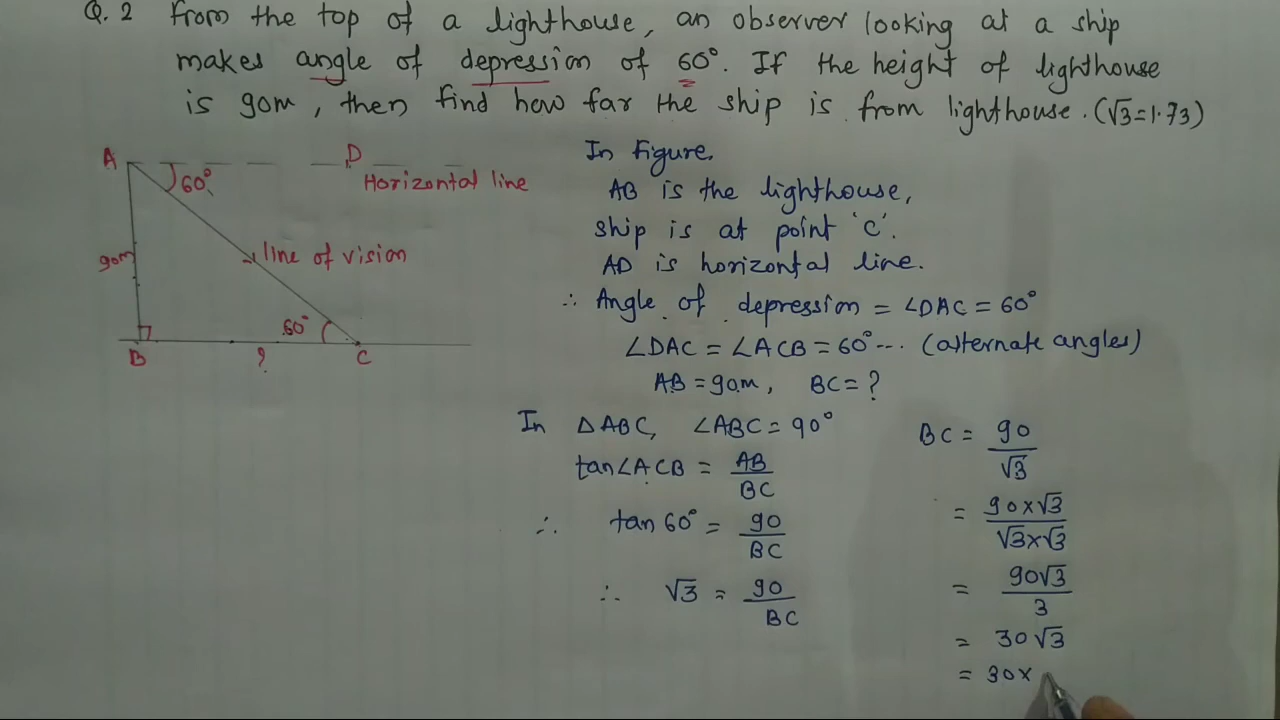 Q. 2 From the top of a lighthouse, an observer looking at a ship
makes angle of depression of 60°. If the height of lighthouse
is 90m, then find how far the ship is from lighthouse. (√3=1.73)
A
D
60°
Horizontal line
line of vision
90m
60°
B
?
C
In figure,
AB is the lighthouse,
ship is at point 'C'.
AD is horizontal line.
∴ Angle of depression = ∠DAC = 60°
∠DAC = ∠ACB = 60° ... (alternate angles)
AB = 90m, BC = ?
In △ABC, ∠ABC = 90°
tan∠ACB = AB/BC
∴ tan 60° = 90/BC
∴ √3 = 90/BC
BC = 90/√3
= 90×√3/√3×√3
= 90√3/3
= 30√3
= 30×